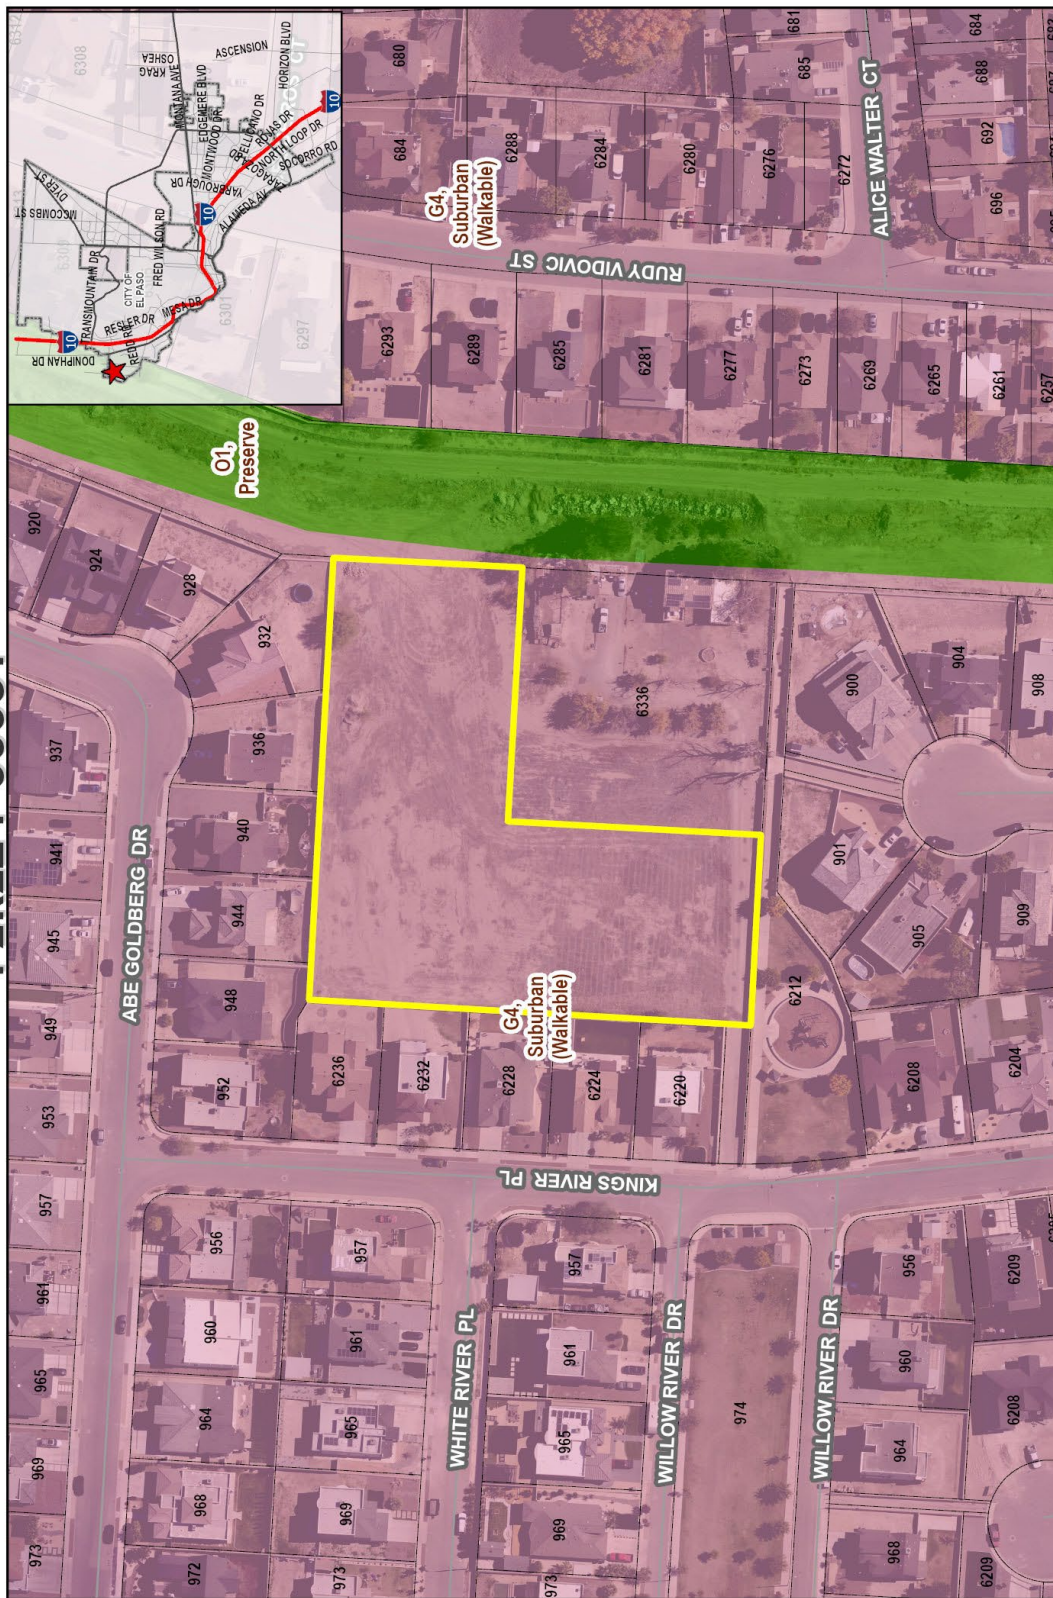 6308
KRAG
OSHEA
ASCENSION
MONTANA AVE
EDGEMERE BLVD
MONTWOOD DR
HORIZON BLVD
PELLICANO DR
ROJAS DR
NORTH LOOP DR
SOCORRO RD
ZARAGOZA
YARBROUGH DR
ALAMEDA AV
10
10
10
DYER ST
MCCOMBS ST
TRANSMOUNTAIN DR
CITY OF
EL PASO
FRED WILSON RD
RESLER DR
MESA DR
REDD RD
DONIPHAN DR
6301
6297
680
684
6288
6284
6280
6276
6272
681
685
684
688
692
696
ALICE WALTER CT
G4,
Suburban
(Walkable)
RUDY VIDOVIC ST
6293
6289
6285
6281
6277
6273
6269
6265
6261
6257
O1,
Preserve
920
924
928
932
936
940
944
948
952
937
941
945
949
953
957
961
965
969
973
ABE GOLDBERG DR
6336
900
904
908
901
905
909
G4,
Suburban
(Walkable)
6236
6232
6228
6224
6220
6212
6208
6204
KINGS RIVER PL
956
960
964
968
972
957
961
965
969
973
WHITE RIVER PL
957
961
965
969
973
WILLOW RIVER DR
974
WILLOW RIVER DR
956
960
964
968
6209
6208
6209